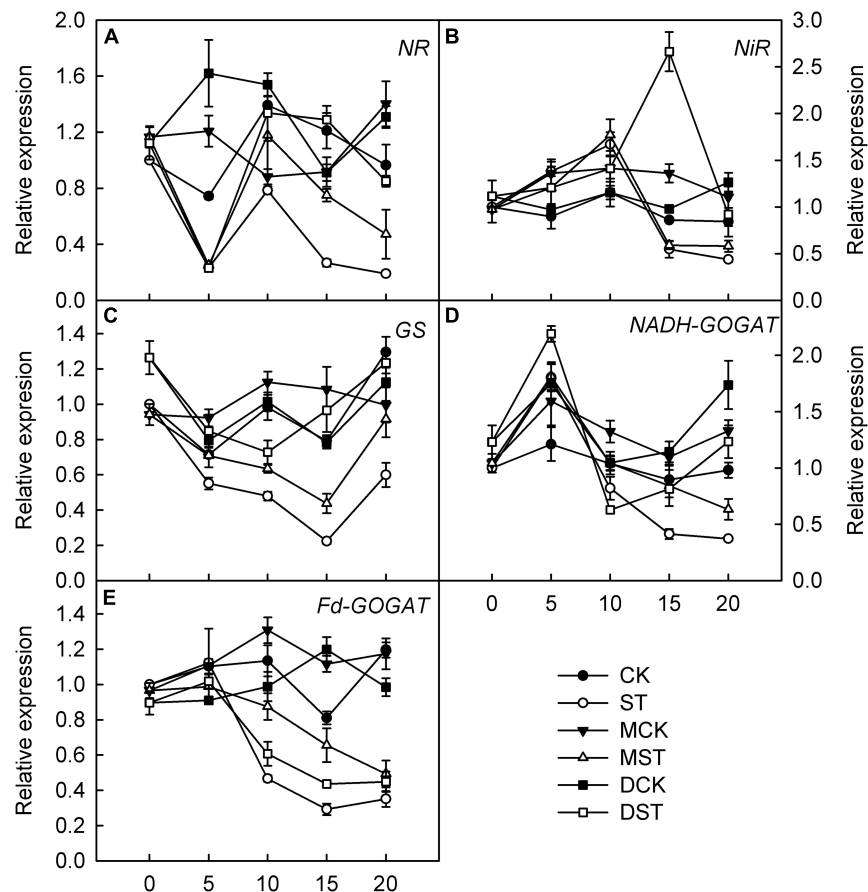 A
NR
2.0
1.6
1.2
0.8
0.4
0.0
Relative expression
B
NiR
3.0
2.5
2.0
1.5
1.0
0.5
0.0
Relative expression
C
GS
1.4
1.2
1.0
0.8
0.6
0.4
0.2
0.0
Relative expresion
D
NADH-GOGAT
2.0
1.5
1.0
0.5
0.0
Relative expression
0 5 10 15 20
E
Fd-GOGAT
1.4
1.2
1.0
0.8
0.6
0.4
0.2
0.0
Relative expression
0 5 10 15 20
CK
ST
MCK
MST
DCK
DST